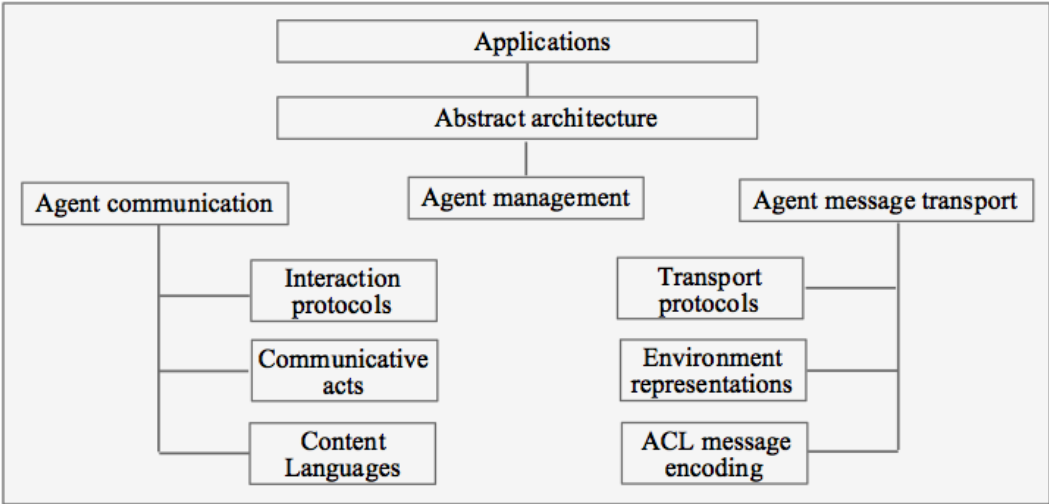 Applications
Abstract architecture
Agent communication
Agent management
Agent message transport
Interaction
protocols
Transport
protocols
Communicative
acts
Environment
representations
Content
Languages
ACL message
encoding